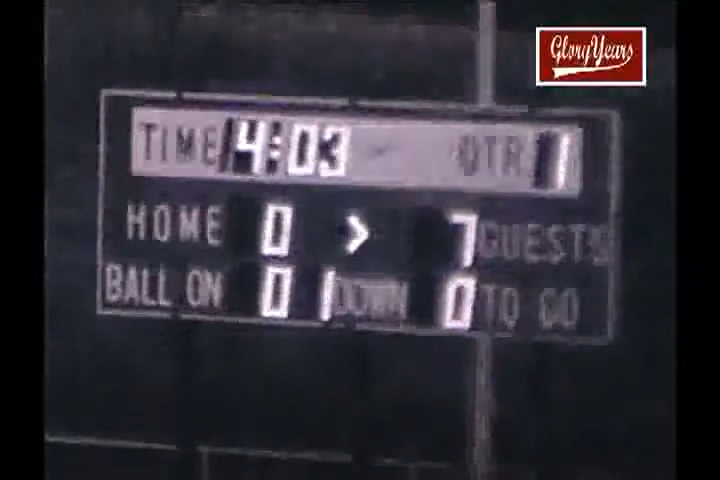 Glory Years
TIME 4:03 QTR 1
HOME 0 > 7 GUESTS
BALL ON 0 1 DOWN 0 TO GO